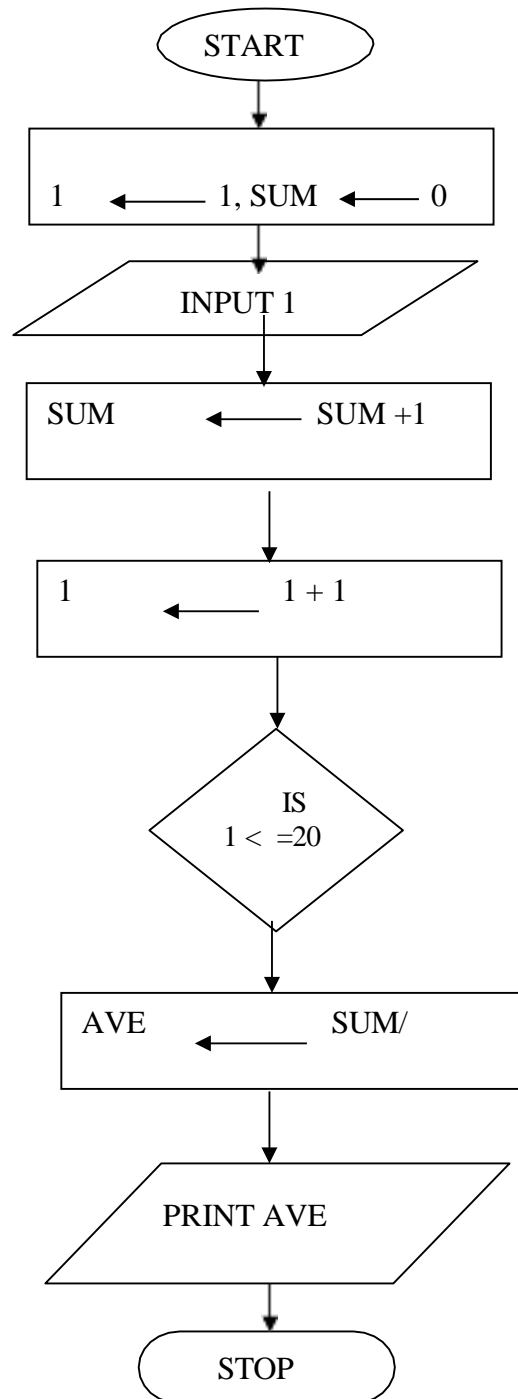 START
1 1, SUM 0
INPUT 1
SUM SUM +1
1 1 + 1
IS
1 < =20
AVE SUM/
PRINT AVE
STOP